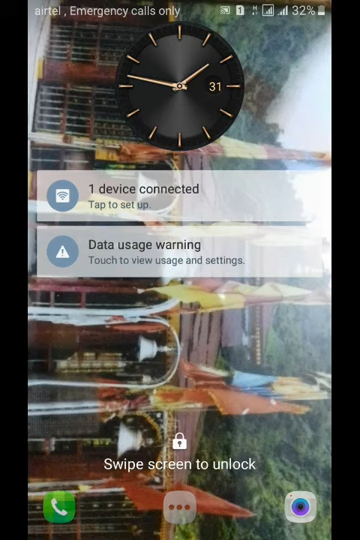 airtel , Emergency calls only
1
32%
31
1 device connected
Tap to set up.
Data usage warning
Touch to view usage and settings.
Swipe screen to unlock